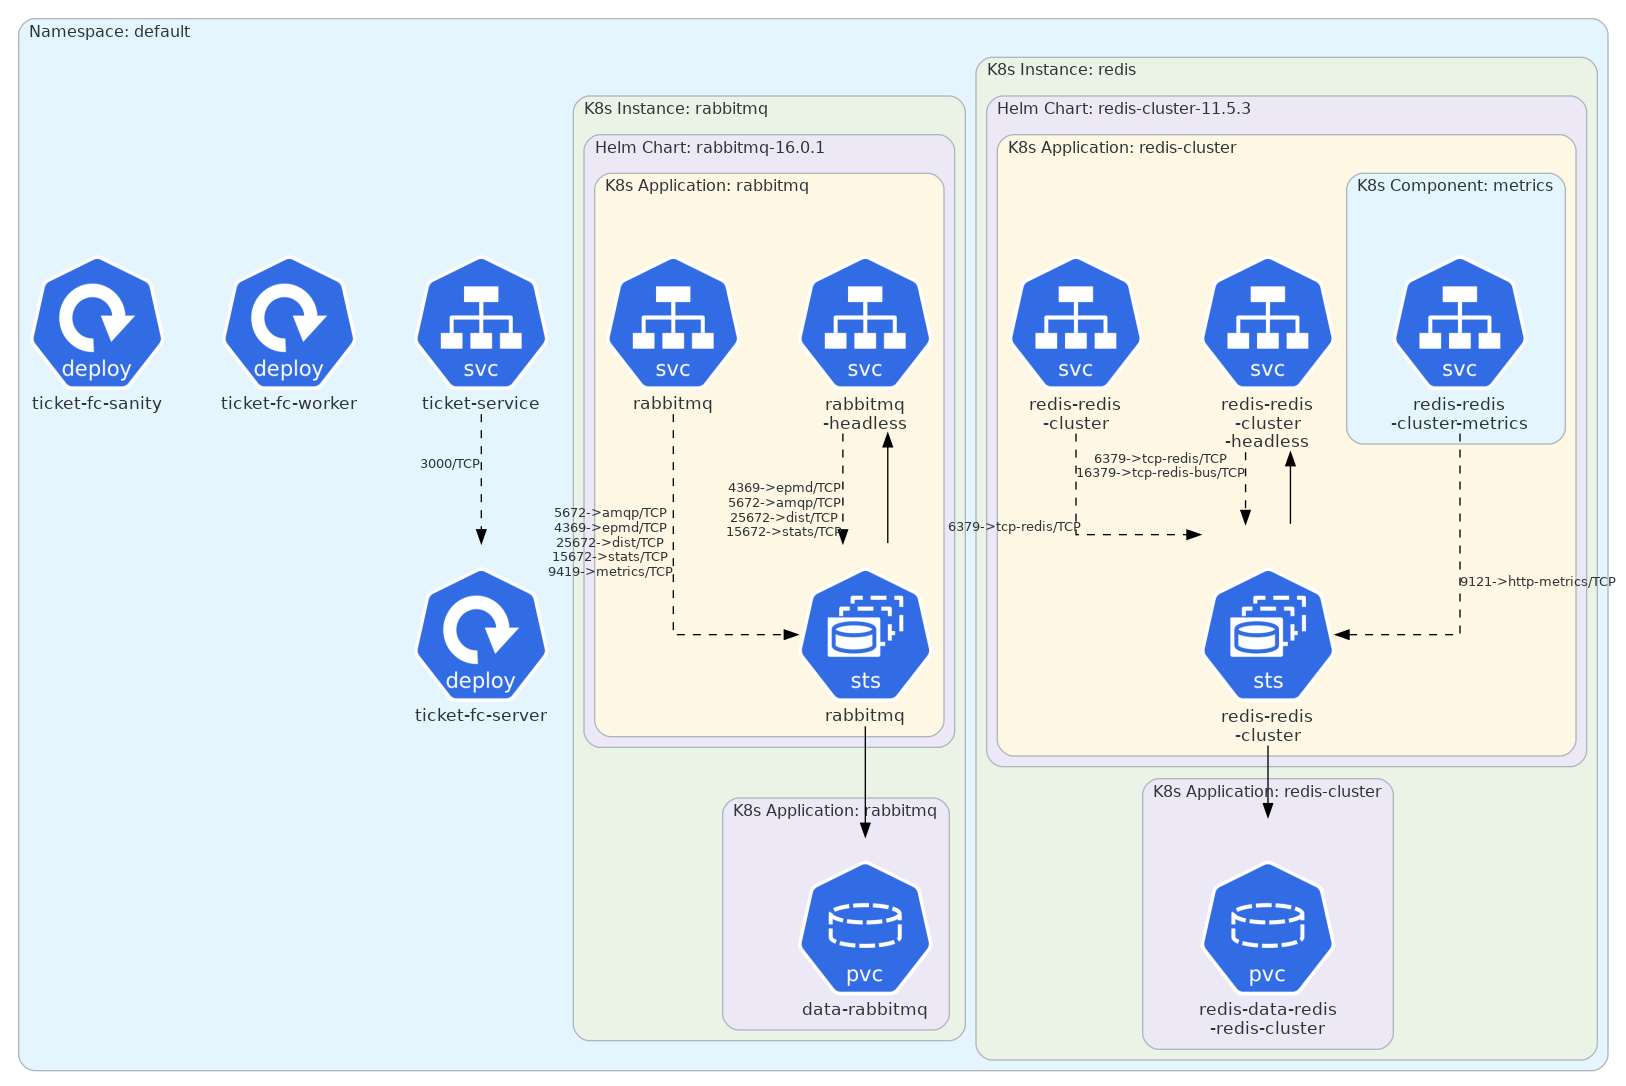 Namespace: default
K8s Instance: redis
K8s Instance: rabbitmq
Helm Chart: redis-cluster-11.5.3
Helm Chart: rabbitmq-16.0.1
K8s Application: redis-cluster
K8s Application: rabbitmq
K8s Component: metrics
deploy
ticket-fc-sanity
deploy
ticket-fc-worker
svc
ticket-service
svc
rabbitmq
svc
rabbitmq
-headless
svc
redis-redis
-cluster
svc
redis-redis
-cluster
-headless
svc
redis-redis
-cluster-metrics
3000/TCP
5672->amqp/TCP
4369->epmd/TCP
25672->dist/TCP
15672->stats/TCP
9419->metrics/TCP
4369->epmd/TCP
5672->amqp/TCP
25672->dist/TCP
15672->stats/TCP
6379->tcp-redis/TCP
6379->tcp-redis/TCP
16379->tcp-redis-bus/TCP
9121->http-metrics/TCP
deploy
ticket-fc-server
sts
rabbitmq
sts
redis-redis
-cluster
K8s Application: rabbitmq
pvc
data-rabbitmq
K8s Application: redis-cluster
pvc
redis-data-redis
-redis-cluster